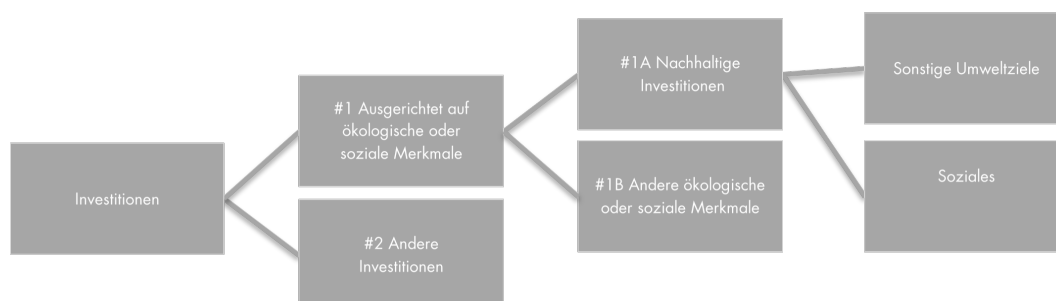 Investitionen
#1 Ausgerichtet auf
ökologische oder
soziale Merkmale
#2 Andere
Investitionen
#1A Nachhaltige
Investitionen
#1B Andere ökologische
oder soziale Merkmale
Sonstige Umweltziele
Soziales